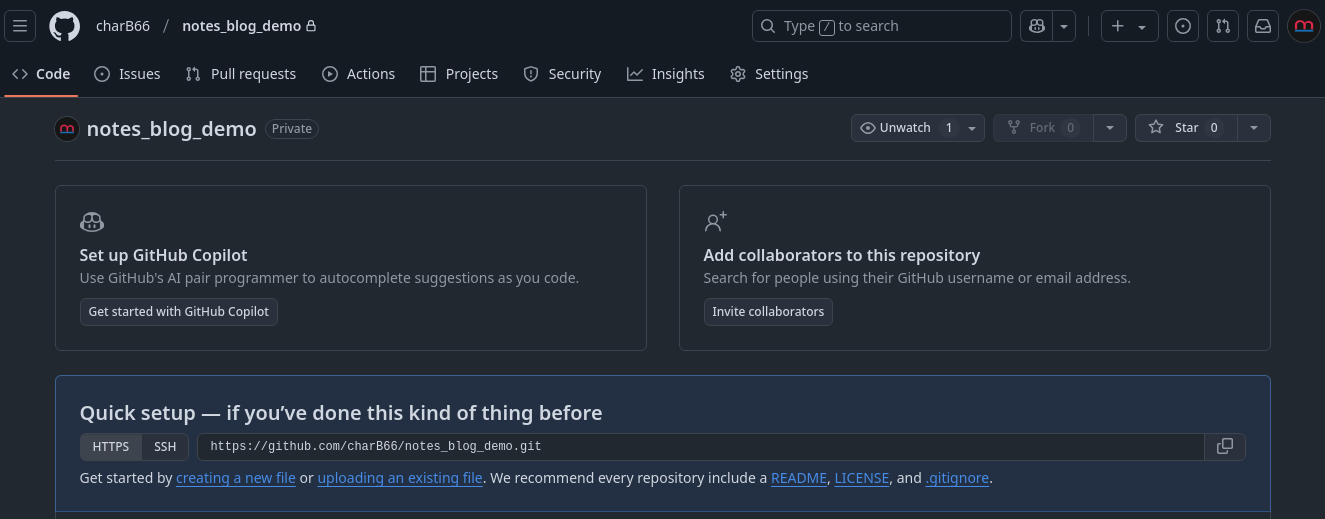 charB66 / notes_blog_demo Type / to search
Code Issues Pull requests Actions Projects Security Insights Settings
notes_blog_demo Private Unwatch 1 Fork 0 Star 0
Set up GitHub Copilot
Use GitHub's AI pair programmer to autocomplete suggestions as you code.
Get started with GitHub Copilot
Add collaborators to this repository
Search for people using their GitHub username or email address.
Invite collaborators
Quick setup — if you’ve done this kind of thing before
HTTPS SSH https://github.com/charB66/notes_blog_demo.git
Get started by creating a new file or uploading an existing file. We recommend every repository include a README, LICENSE, and .gitignore.